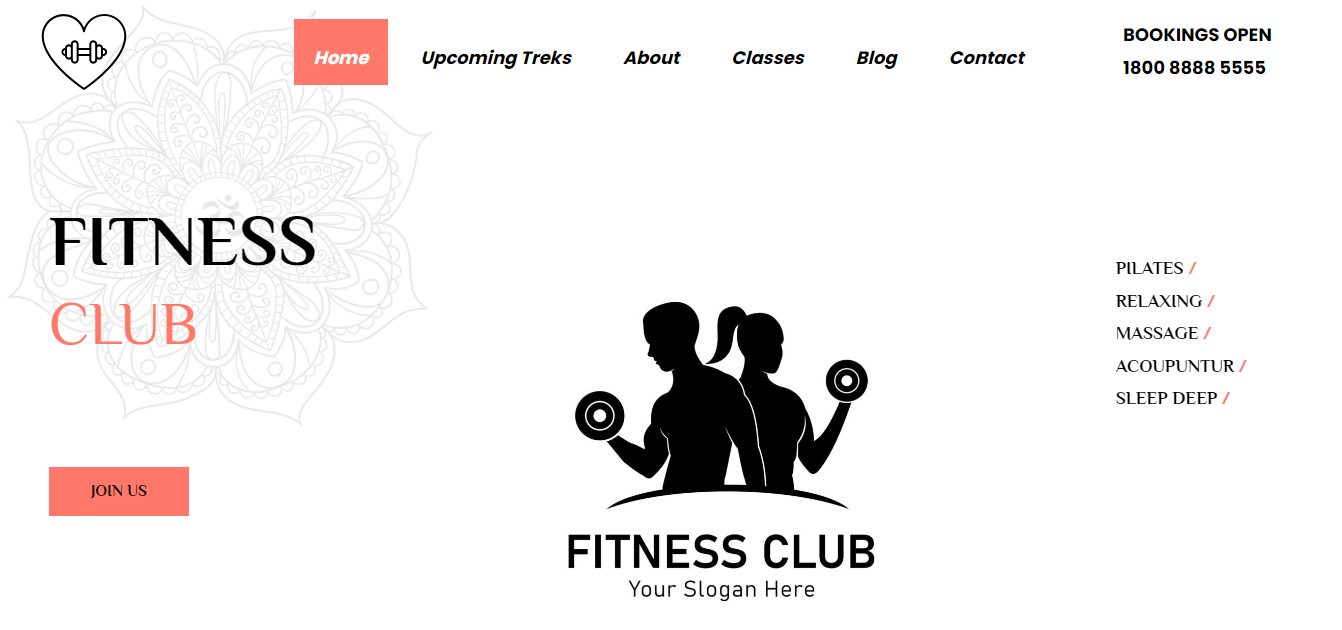 Home Upcoming Treks About Classes Blog Contact
BOOKINGS OPEN
1800 8888 5555
FITNESS
CLUB
PILATES /
RELAXING /
MASSAGE /
ACOUPUNTUR /
SLEEP DEEP /
JOIN US
FITNESS CLUB
Your Slogan Here